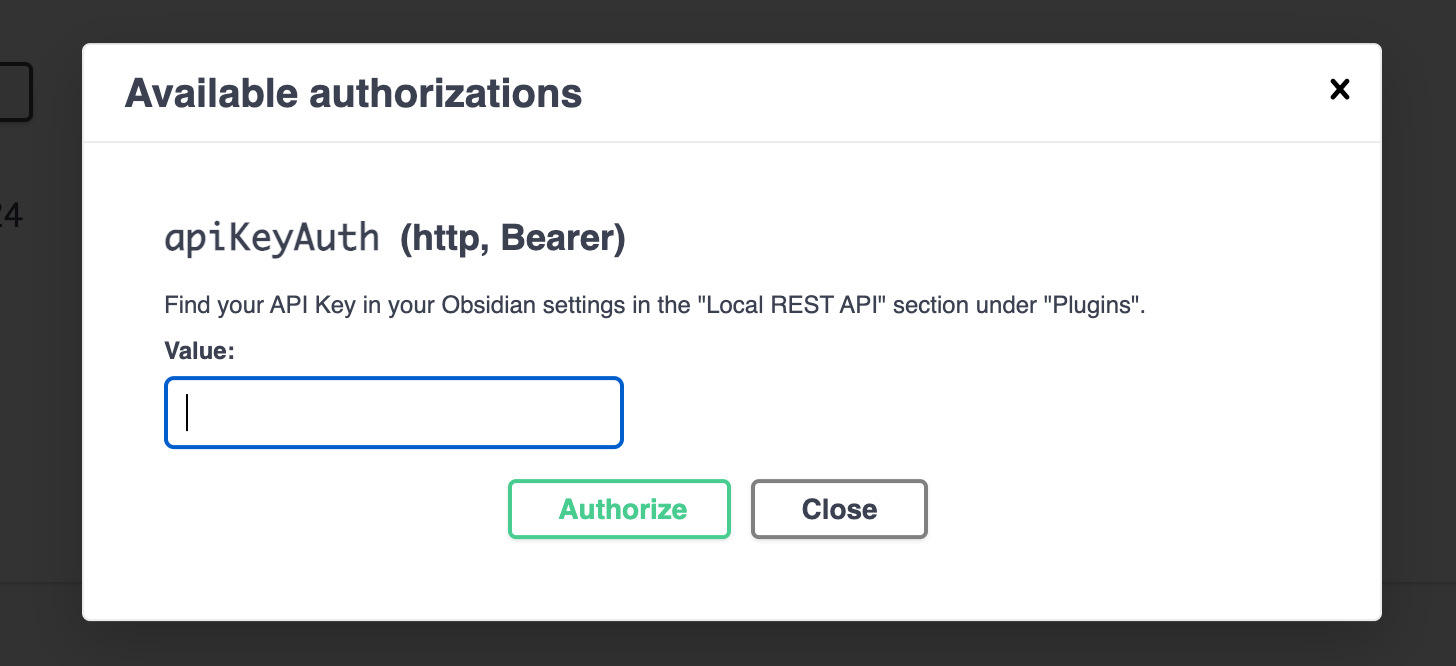 Available authorizations
24
apiKeyAuth (http, Bearer)
Find your API Key in your Obsidian settings in the "Local REST API" section under "Plugins".
Value:
Authorize Close